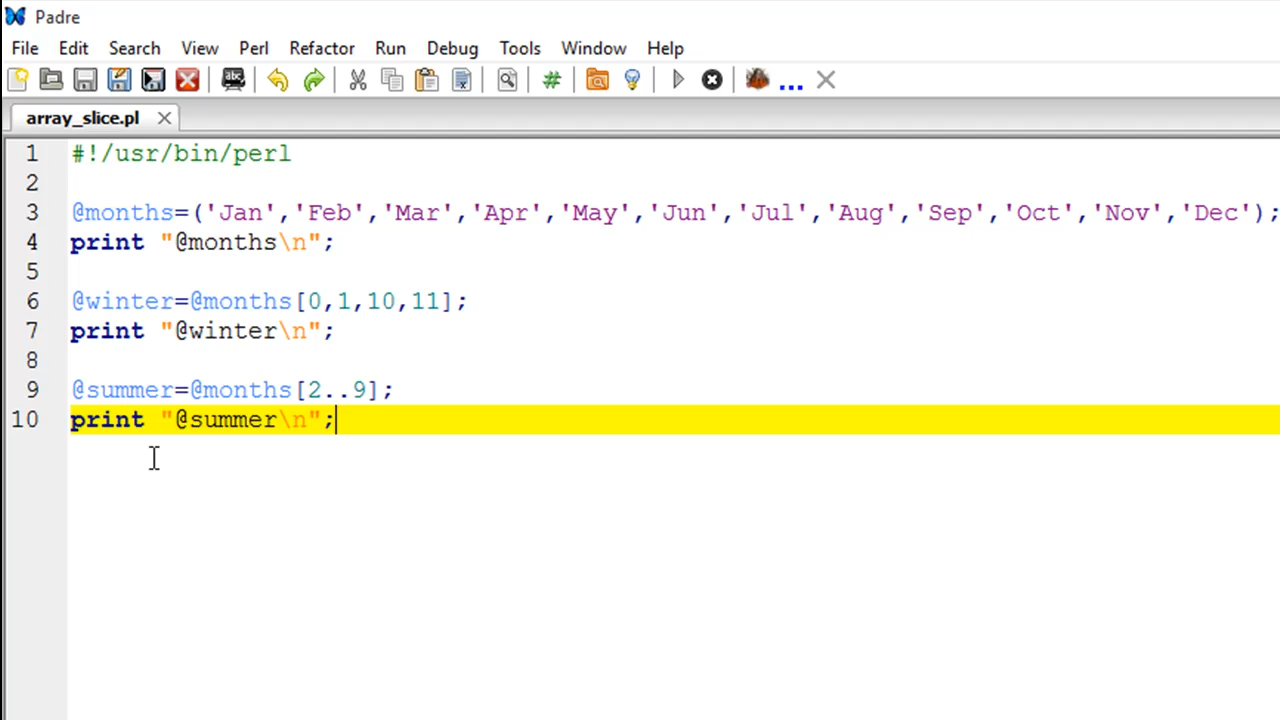 Padre
File Edit Search View Perl Refactor Run Debug Tools Window Help
abc # ...
array_slice.pl
1 #!/usr/bin/perl
2
3 @months=('Jan','Feb','Mar','Apr','May','Jun','Jul','Aug','Sep','Oct','Nov','Dec');
4 print "@months\n";
5
6 @winter=@months[0,1,10,11];
7 print "@winter\n";
8
9 @summer=@months[2..9];
10 print "@summer\n";